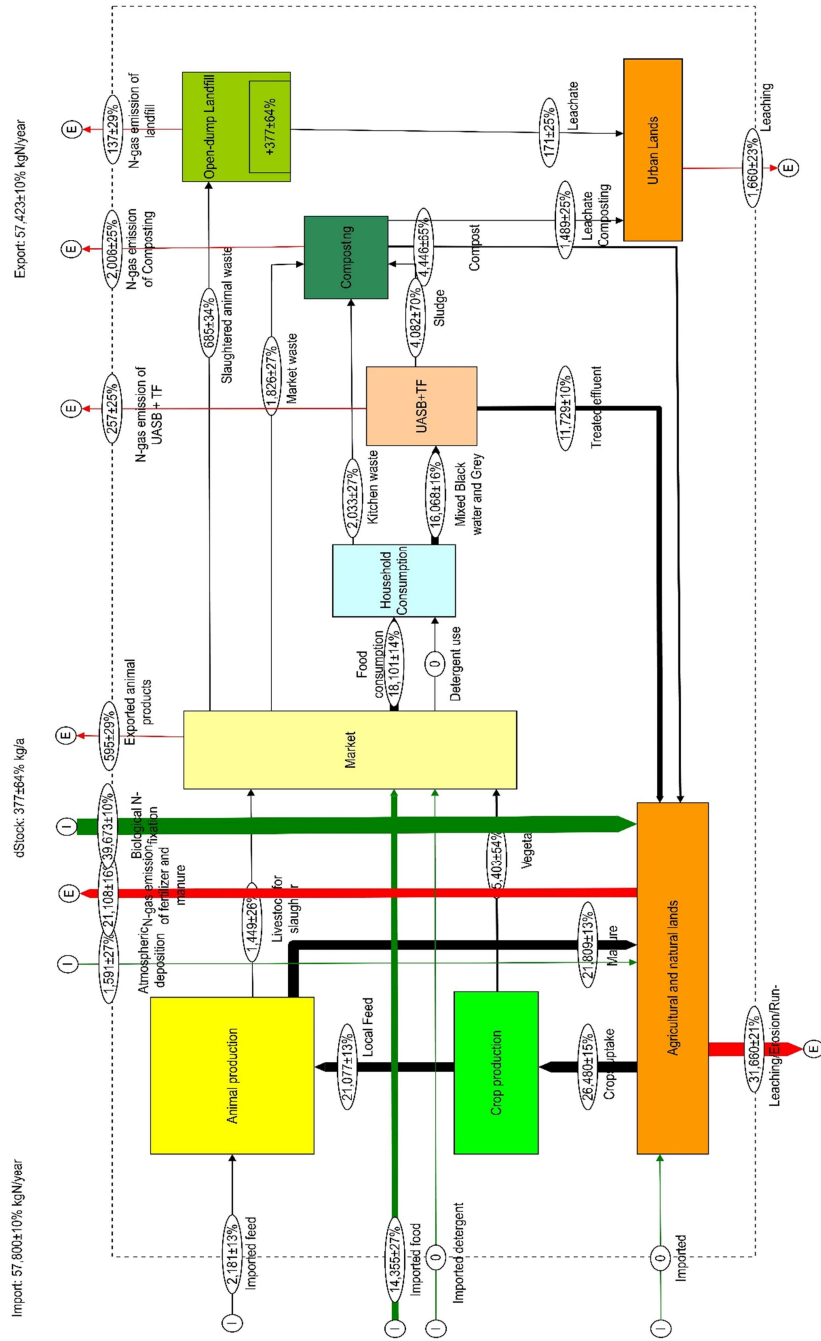 Import: 57,800±10% kgN/year
dStock: 377±64% kg/a
Export: 57,423±10% kgN/year
I
E
I
E
E
E
E
1,591±27%
21,108±16%
39,673±10%
595±29%
257±25%
2,006±25%
137±29%
Atmospheric
deposition
N-gas emission
of fertilizer and
manure
Biological N-
fixation
Exported animal
products
N-gas emission of
UASB + TF
N-gas emission
of Composting
N-gas emission of
landfill
I
2,181±13%
Imported feed
Animal production
1,449±26%
Livestock for
slaughter
685±34%
Slaughtered animal waste
Open-dump Landfill
+377±64%
1,826±27%
Market waste
21,077±13%
Local Feed
Market
2,033±27%
Kitchen waste
Compostng
I
14,355±27%
Imported food
Food
consumption
18,101±14%
Household
Consumption
16,068±16%
Mixed Black
water and Grey
UASB+TF
4,082±70%
Sludge
4,446±65%
Compost
171±25%
Leachate
I
0
Imported detergent
0
Detergent use
Crop production
5,403±54%
21,809±13%
Manure
11,729±10%
Treated effluent
1,489±25%
Leachate
Composting
Urban Lands
26,480±15%
Crops uptake
I
0
Imported
Agricultural and natural lands
31,660±21%
Leaching/Erosion/Run-
E
1,660±23%
Leaching
E